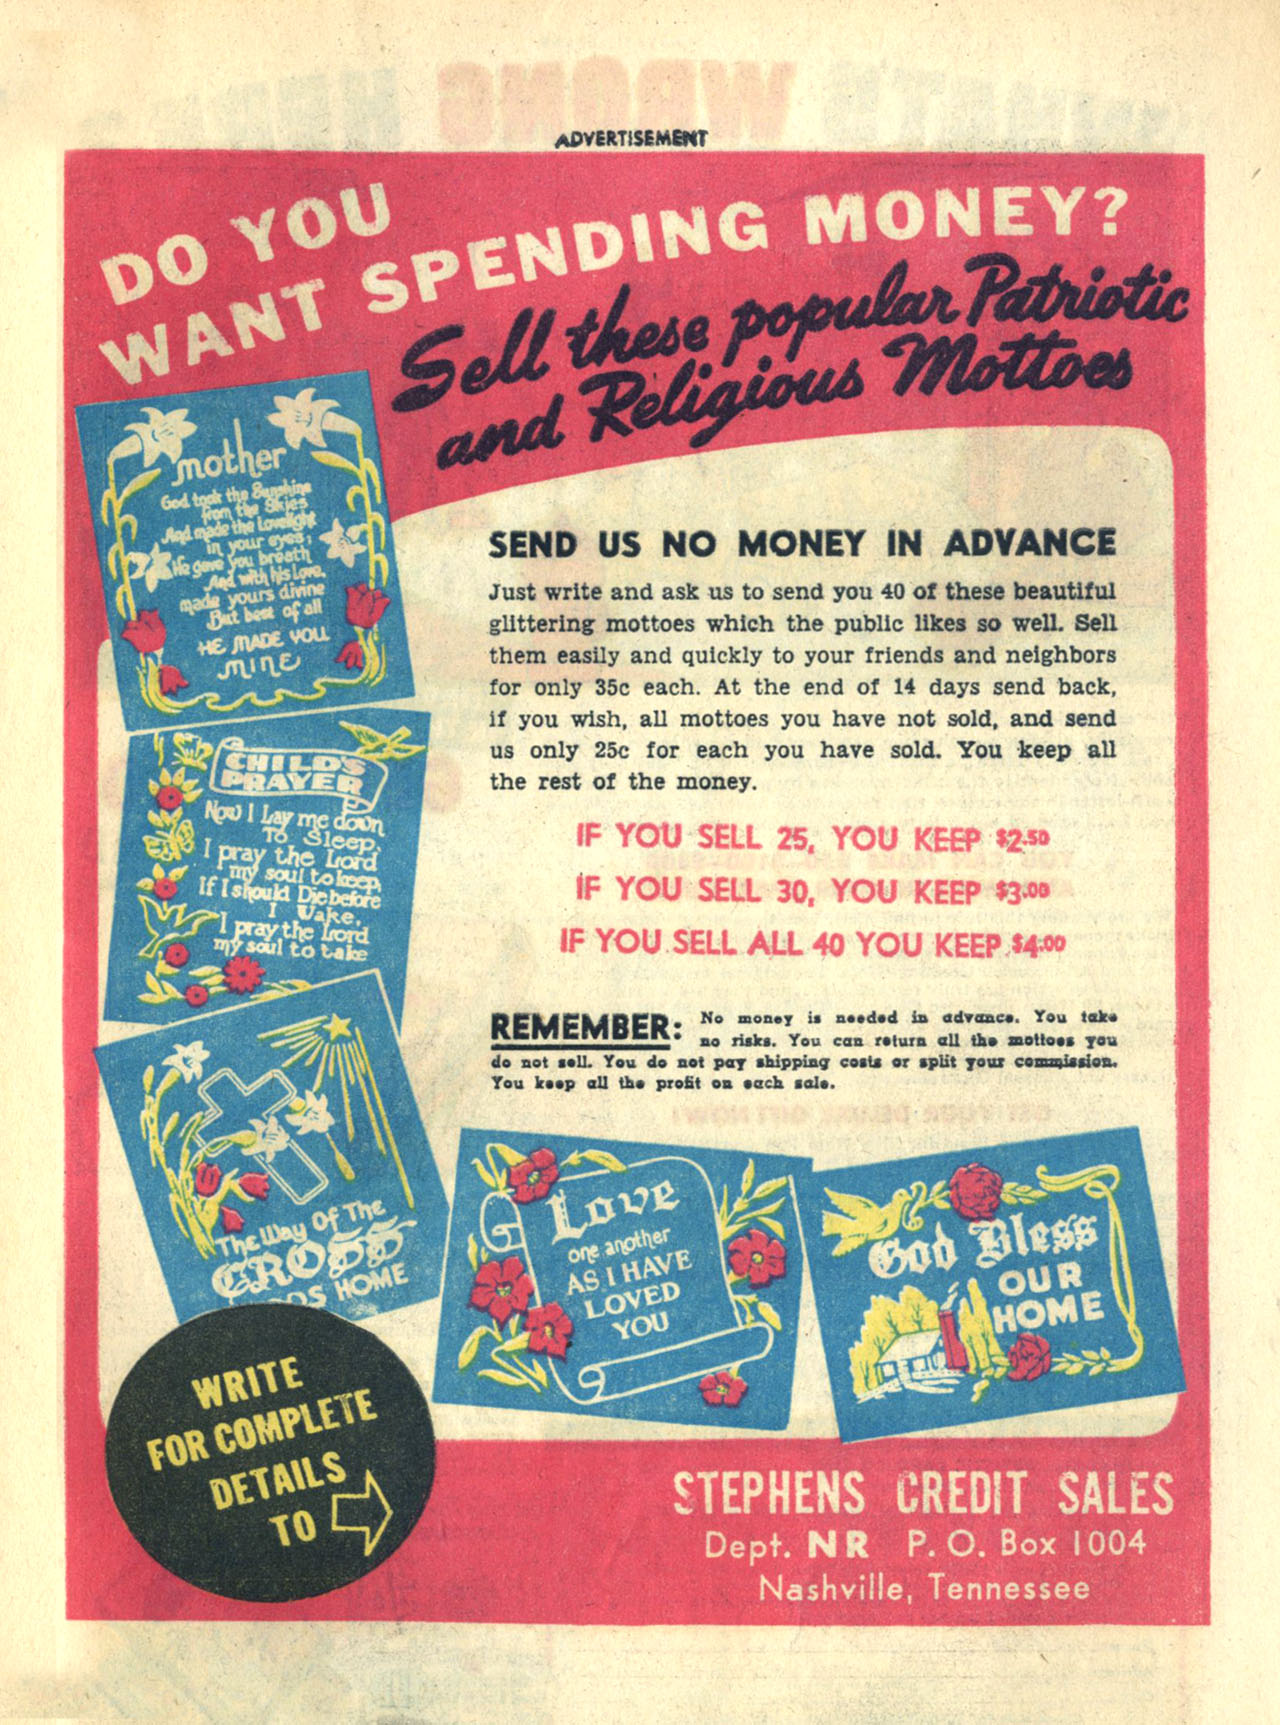 ADVERTISEMENT
DO YOU
WANT SPENDING MONEY?
Sell these popular Patriotic
and Religious Mottoes
mother
God took the Sunshine
from the Skies
And made the Lovelight
in your eyes;
He gave you breath
And with his Love,
made yours divine
But best of all
HE MADE YOU
MINE
CHILD'S
PRAYER
Now I Lay me down
To Sleep,
I pray the Lord
my soul to keep,
If I should Die before
I Wake,
I pray the Lord
my soul to take
The Way Of The
CROSS
HOME
SEND US NO MONEY IN ADVANCE
Just write and ask us to send you 40 of these beautiful
glittering mottoes which the public likes so well. Sell
them easily and quickly to your friends and neighbors
for only 35c each. At the end of 14 days send back,
if you wish, all mottoes you have not sold, and send
us only 25c for each you have sold. You keep all
the rest of the money.
IF YOU SELL 25, YOU KEEP $2.50
IF YOU SELL 30, YOU KEEP $3.00
IF YOU SELL ALL 40 YOU KEEP $4.00
REMEMBER: No money is needed in advance. You take
no risks. You can return all the mottoes you
do not sell. You do not pay shipping costs or split your commission.
You keep all the profit on each sale.
Love
one another
AS I HAVE
LOVED
YOU
God Bless
OUR
HOME
WRITE
FOR COMPLETE
DETAILS
TO
STEPHENS CREDIT SALES
Dept. NR P. O. Box 1004
Nashville, Tennessee